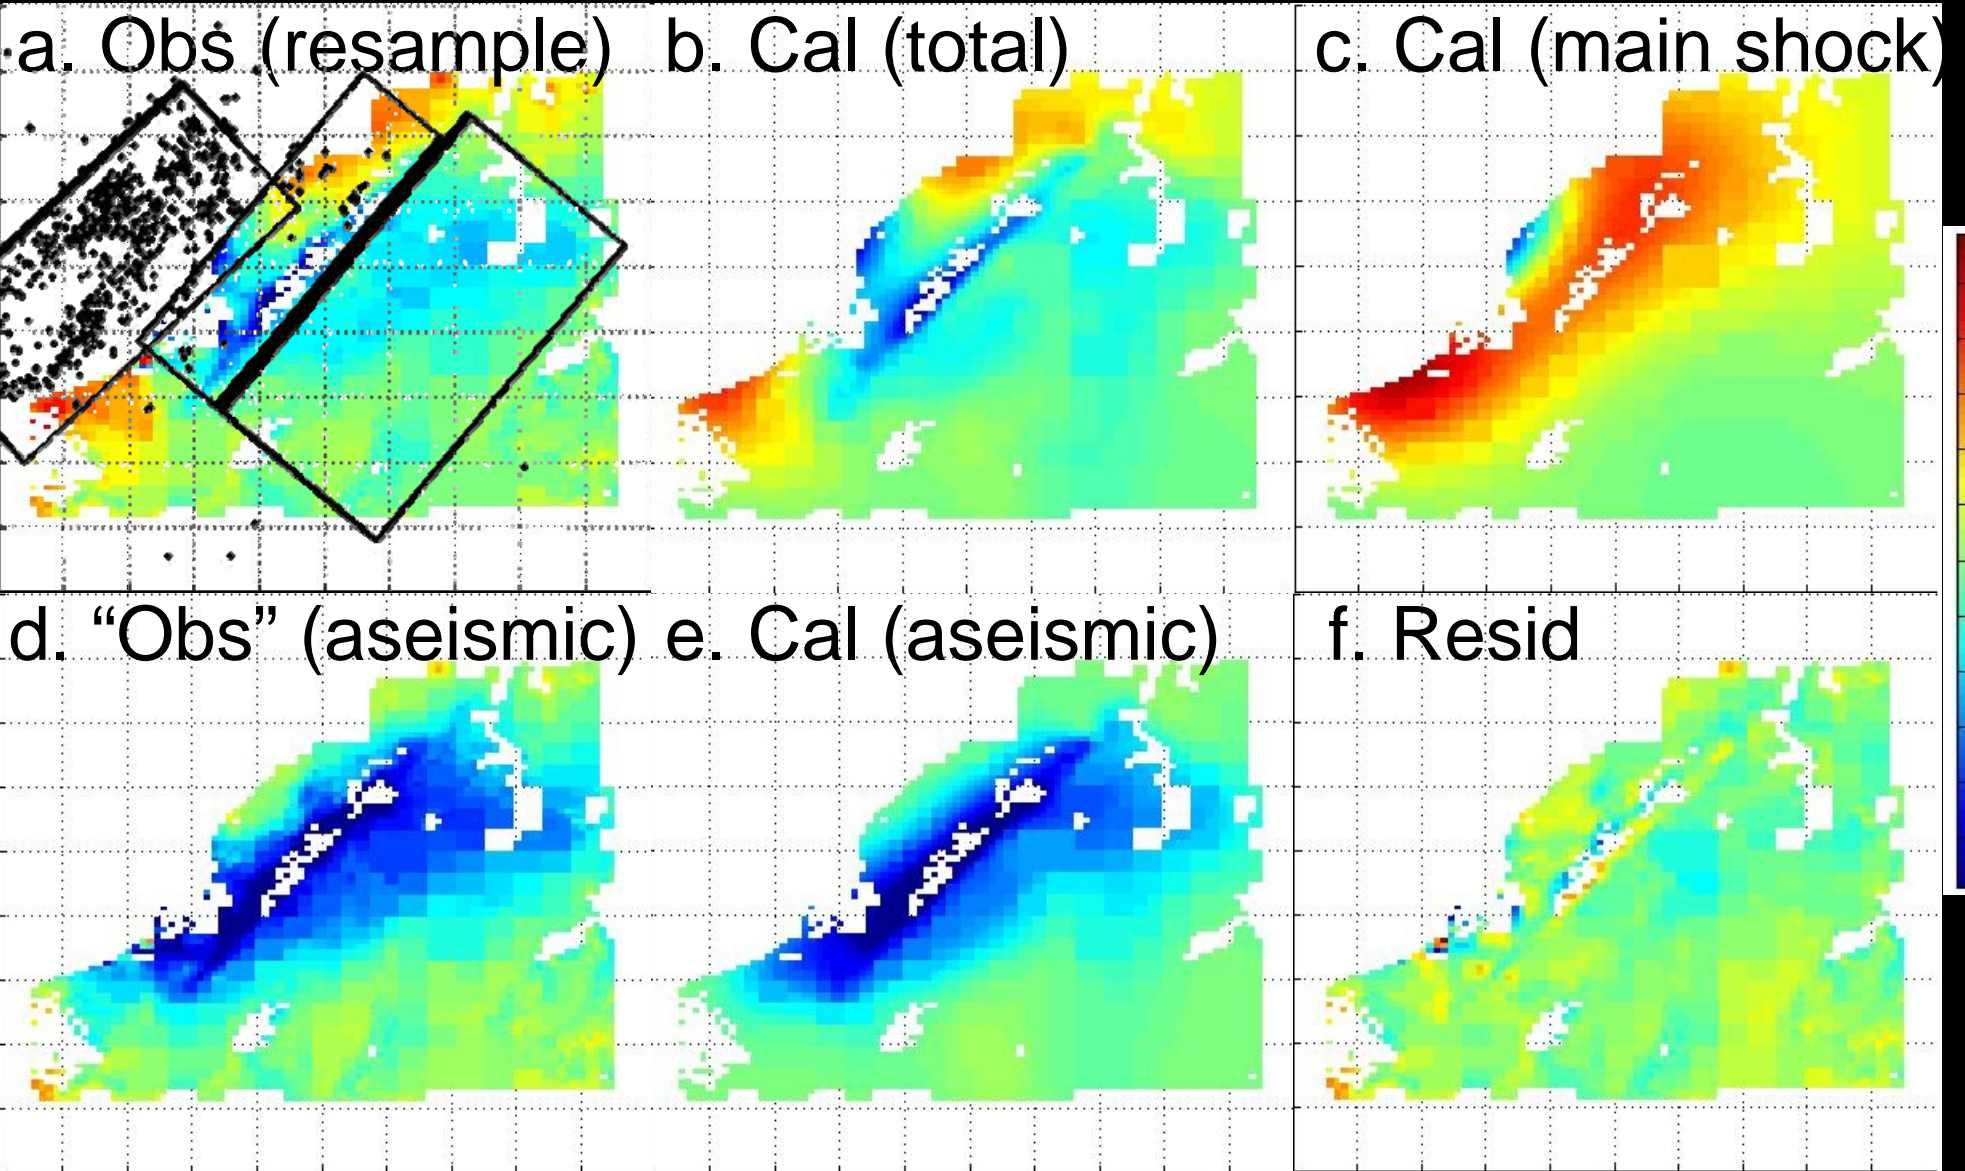 a. Obs (resample)
b. Cal (total)
c. Cal (main shock)
d. “Obs” (aseismic)
e. Cal (aseismic)
f. Resid